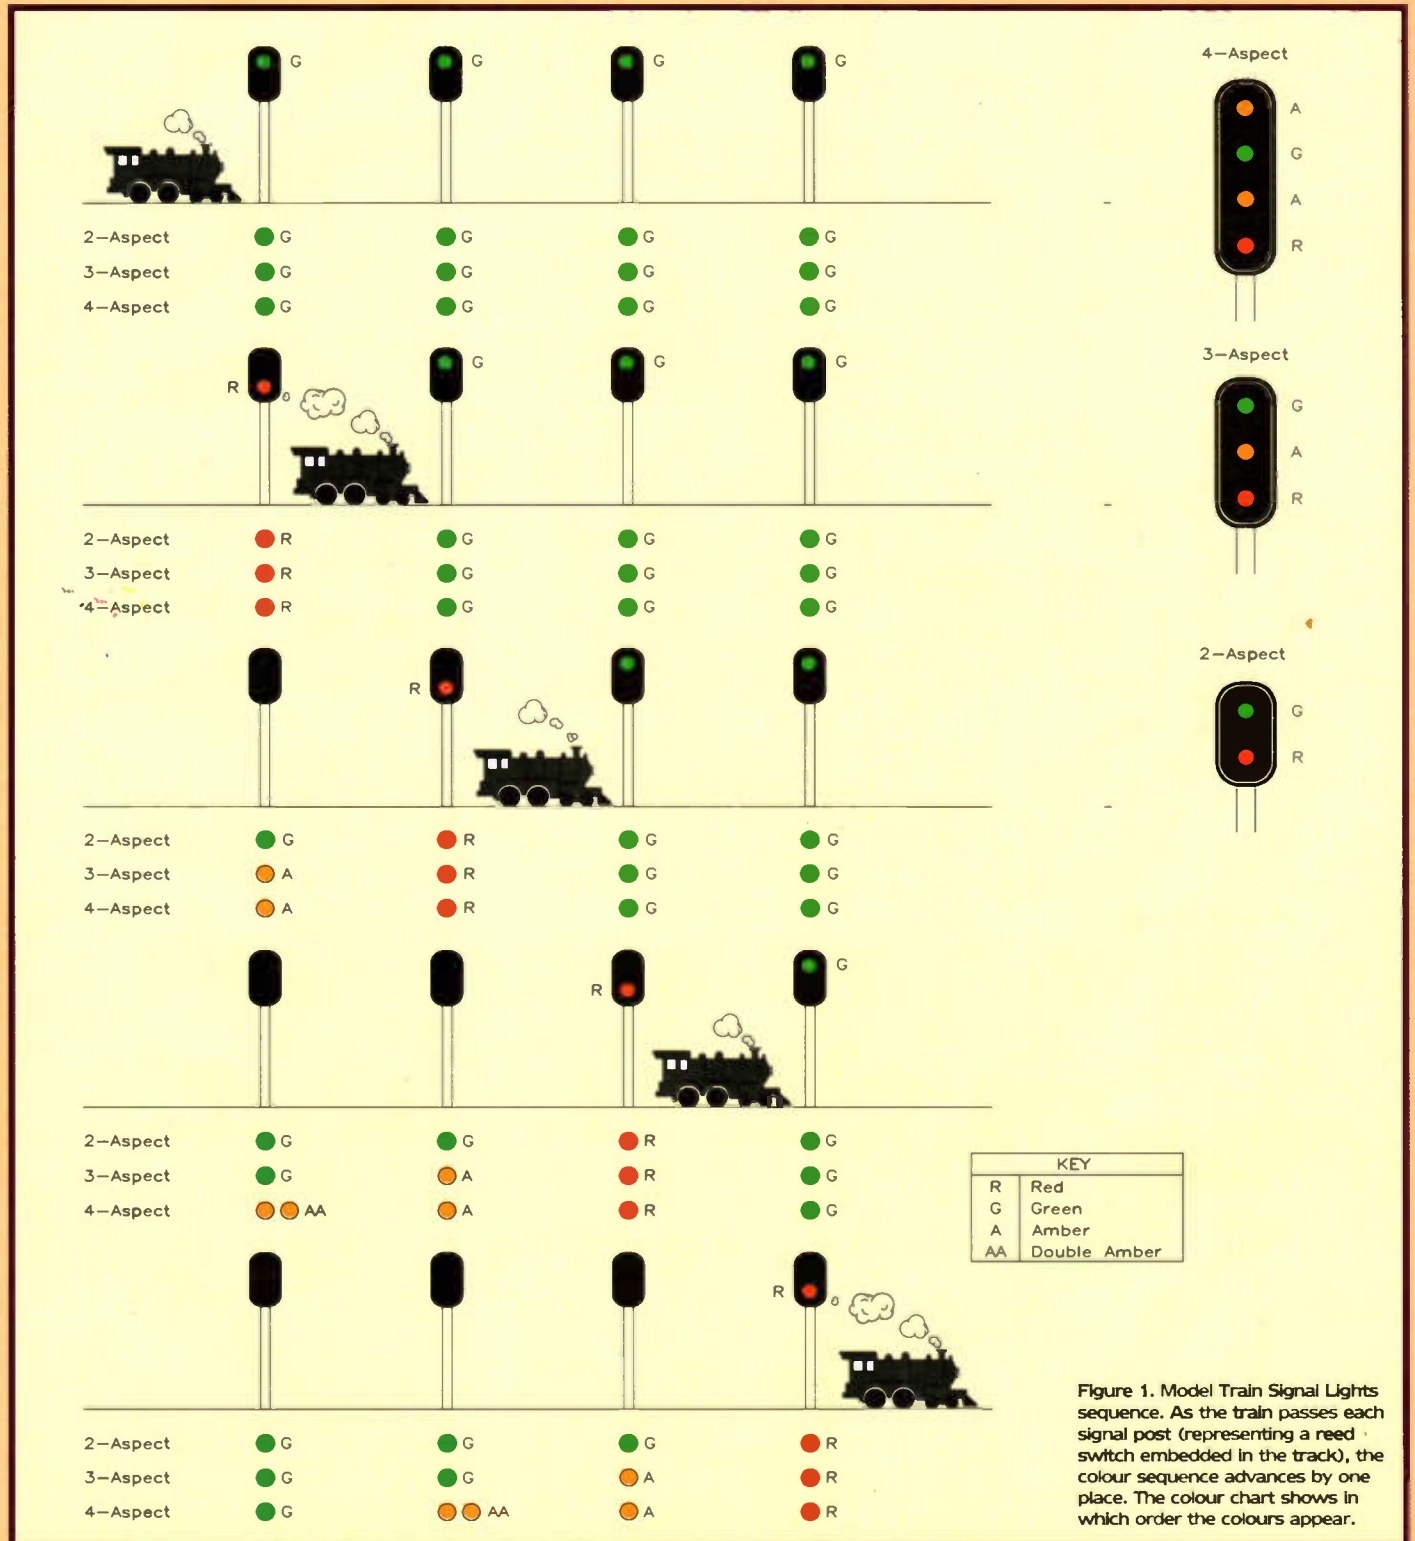 G G G G
2-Aspect G G G G
3-Aspect G G G G
4-Aspect G G G G
R G G G
2-Aspect R G G G
3-Aspect R G G G
4-Aspect R G G G
R
2-Aspect G R G G
3-Aspect A R G G
4-Aspect A R G G
R G
2-Aspect G G R G
3-Aspect G A R G
4-Aspect AA A R G
R
2-Aspect G G G R
3-Aspect G G A R
4-Aspect G AA A R
4-Aspect
A
G
A
R
3-Aspect
G
A
R
2-Aspect
G
R
KEY
R Red
G Green
A Amber
AA Double Amber
Figure 1. Model Train Signal Lights
sequence. As the train passes each
signal post (representing a reed
switch embedded in the track), the
colour sequence advances by one
place. The colour chart shows in
which order the colours appear.